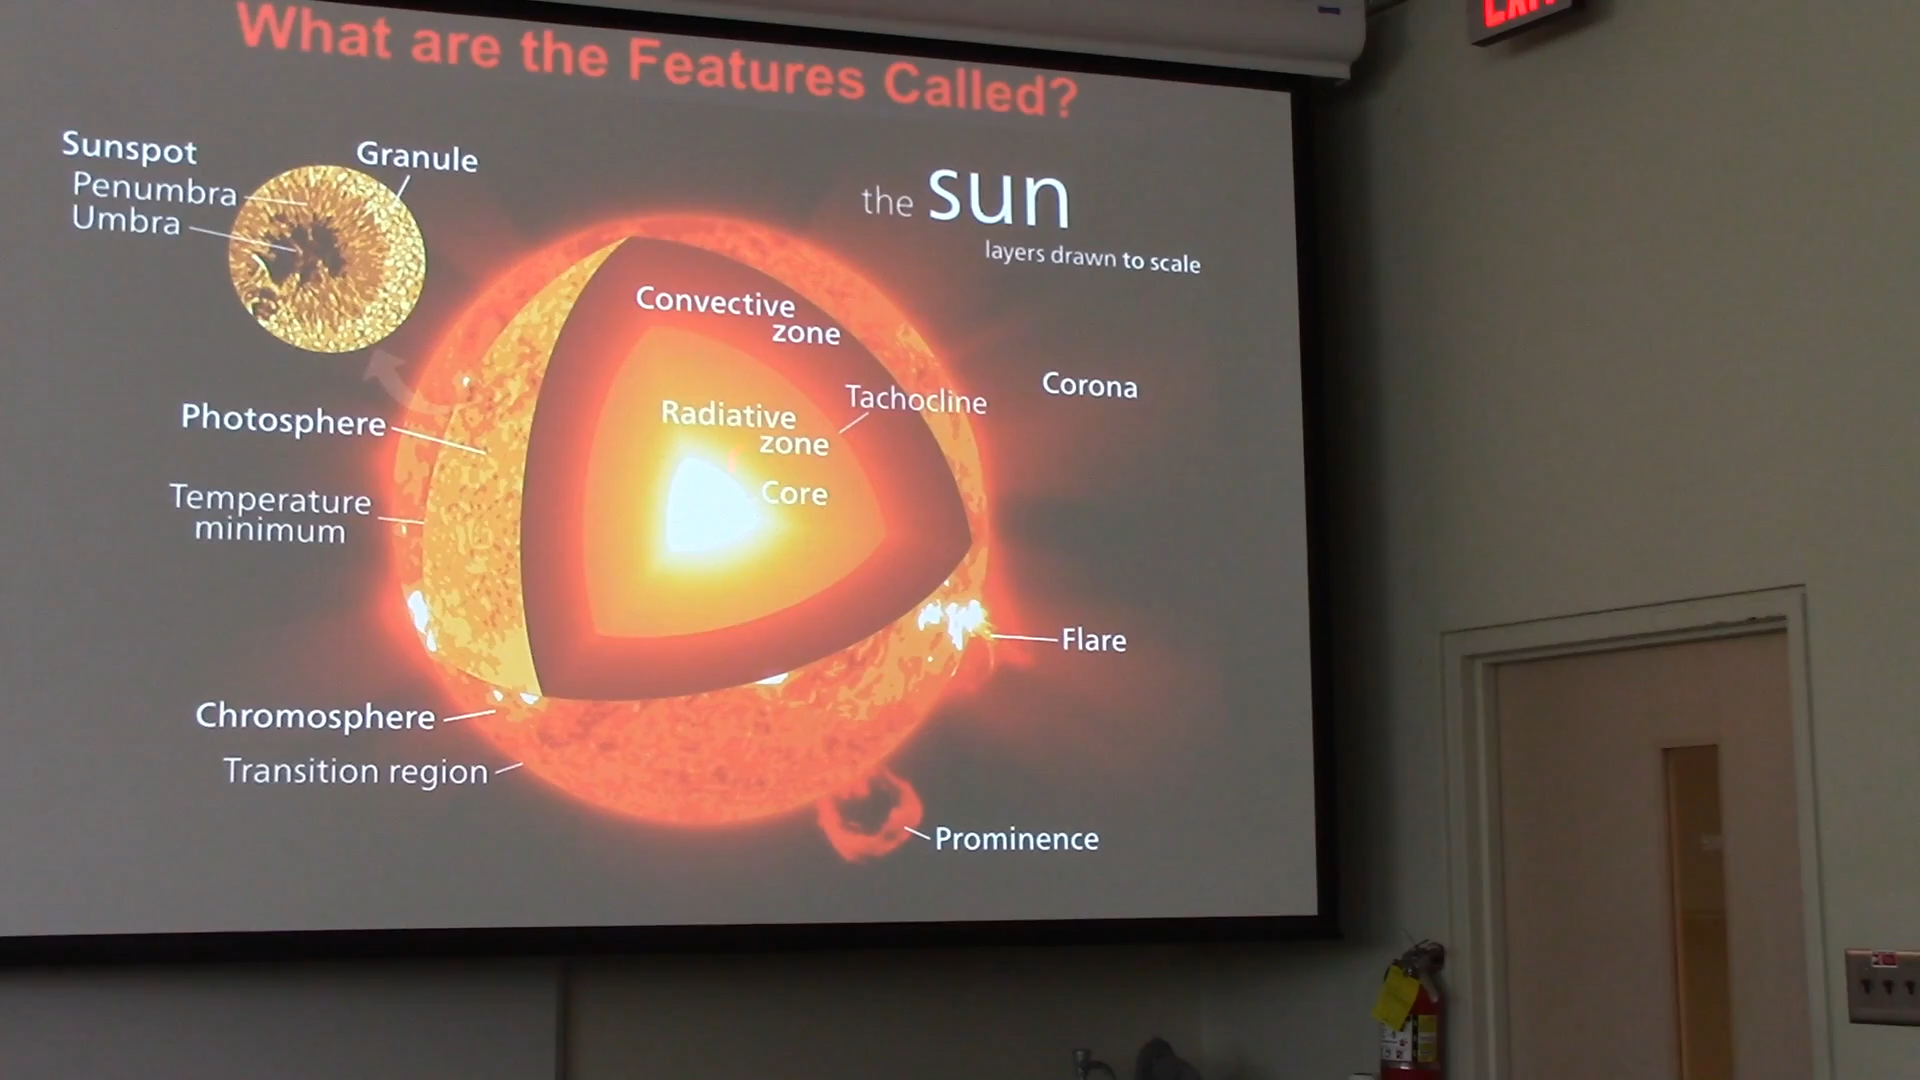 What are the Features Called?
Sunspot
Penumbra
Umbra
Granule
the sun
layers drawn to scale
Convective
zone
Radiative
zone
Tachocline
Core
Corona
Photosphere
Temperature
minimum
Flare
Chromosphere
Transition region
Prominence
EXIT